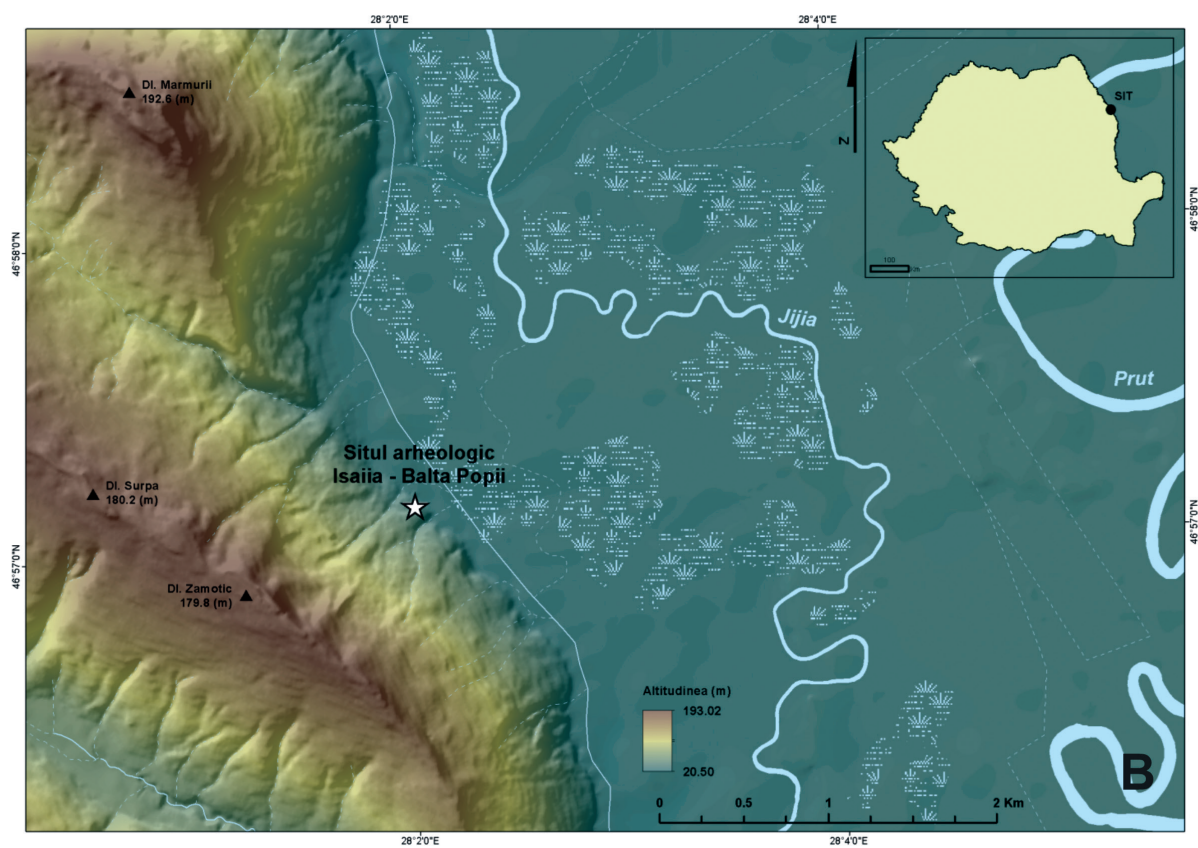 28°2'0"E
28°4'0"E
Dl. Marmurii
192.6 (m)
N
SIT
100
46°58'0"N
46°58'0"N
Jijia
Prut
Situl arheologic
Isaiia - Balta Popii
Dl. Surpa
180.2 (m)
46°57'0"N
46°57'0"N
Dl. Zamotic
179.8 (m)
Altitudinea (m)
193.02
20.50
B
0 0.5 1 2 Km
28°2'0"E
28°4'0"E